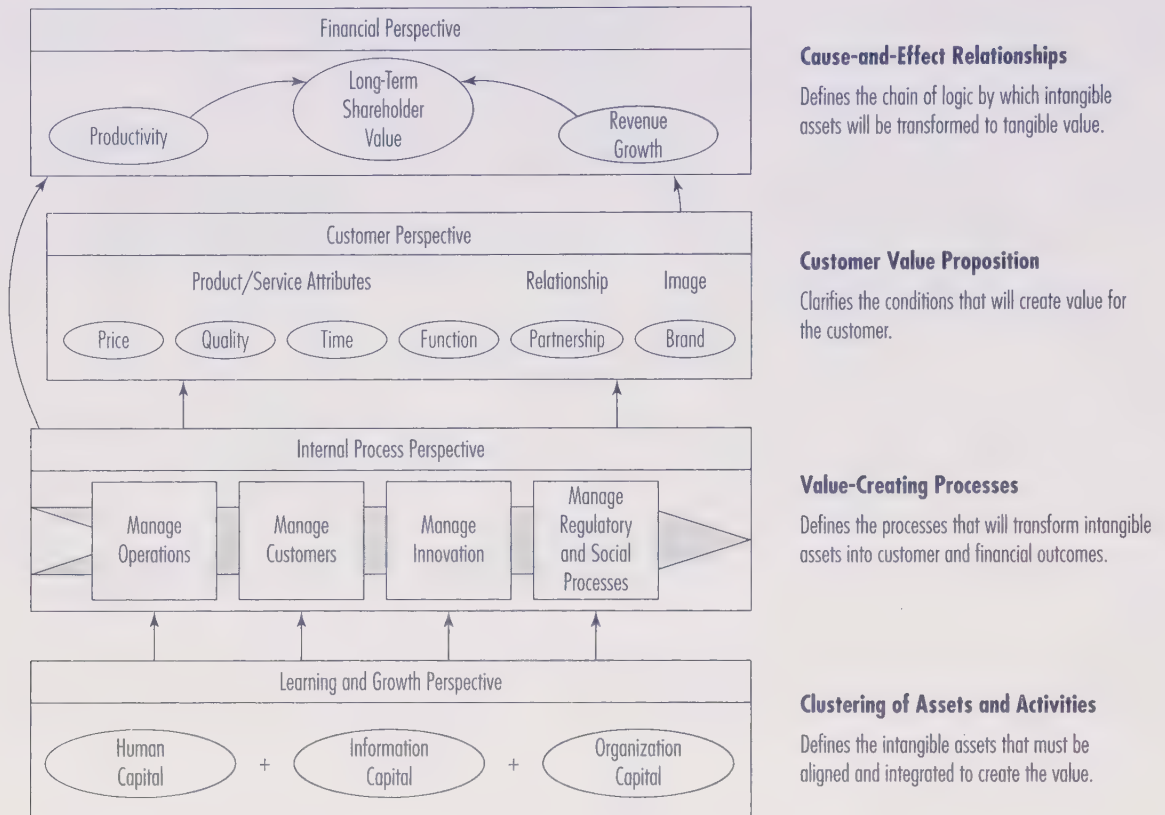 Financial Perspective
Long-Term
Shareholder
Value
Productivity
Revenue
Growth
Cause-and-Effect Relationships
Defines the chain of logic by which intangible
assets will be transformed to tangible value.
Customer Perspective
Product/Service Attributes
Relationship
Image
Price
Quality
Time
Function
Partnership
Brand
Customer Value Proposition
Clarifies the conditions that will create value for
the customer.
Internal Process Perspective
Manage
Operations
Manage
Customers
Manage
Innovation
Manage
Regulatory
and Social
Processes
Value-Creating Processes
Defines the processes that will transform intangible
assets into customer and financial outcomes.
Learning and Growth Perspective
Human
Capital
+
Information
Capital
+
Organization
Capital
Clustering of Assets and Activities
Defines the intangible assets that must be
aligned and integrated to create the value.